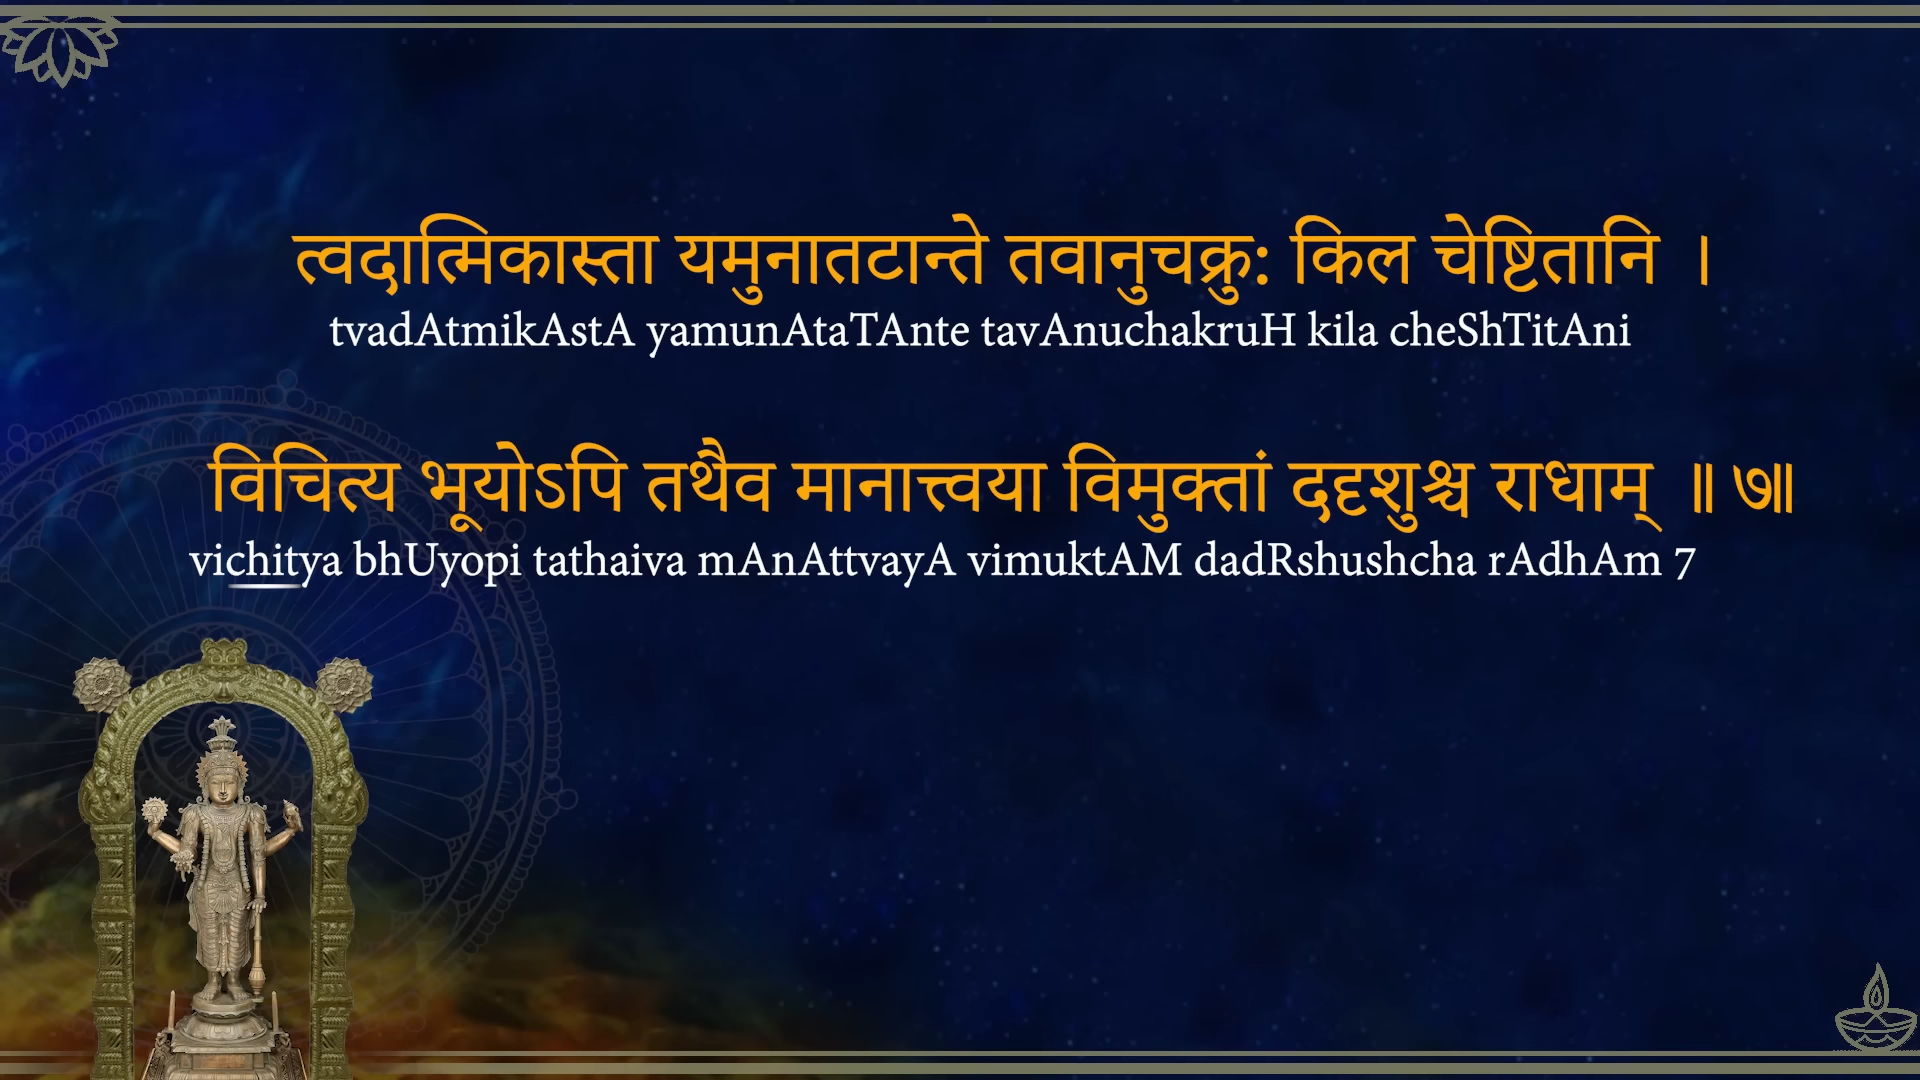 त्वदात्मिकास्ता यमुनातटान्ते तवानुचक्रु: किल चेष्टितानि ।
tvadAtmikAstA yamunAtaTAnte tavAnuchakruH kila cheShTitAni
विचित्य भूयोऽपि तथैव मानात्त्वया विमुक्तां ददृशुश्च राधाम् ॥ ७॥
vichitya bhUyopi tathaiva mAnAttvayA vimuktAM dadRshushcha rAdhAm 7